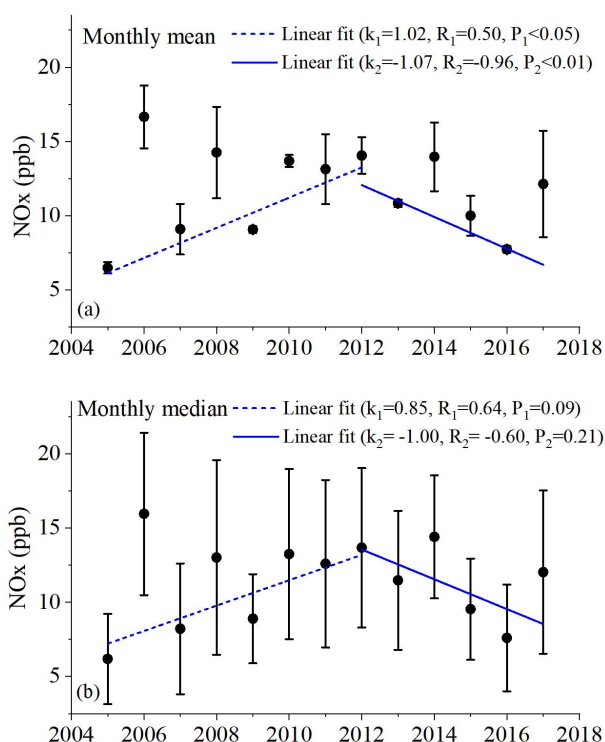 Monthly mean
Linear fit (k1=1.02, R1=0.50, P1<0.05)
Linear fit (k2=-1.07, R2=-0.96, P2<0.01)
20
15
10
5
NOx (ppb)
(a)
2004 2006 2008 2010 2012 2014 2016 2018
Monthly median
Linear fit (k1=0.85, R1=0.64, P1=0.09)
Linear fit (k2= -1.00, R2= -0.60, P2=0.21)
20
15
10
5
NOx (ppb)
(b)
2004 2006 2008 2010 2012 2014 2016 2018